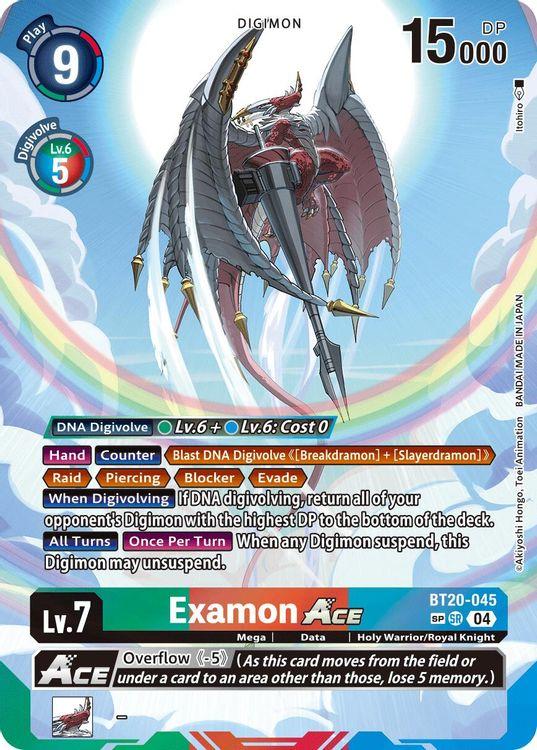 DIGIMON
Play
9
15000
DP
Digivolve
Lv.6
5
Itohiro
©Akiyoshi Hongo, Toei Animation BANDAI MADE IN JAPAN
DNA Digivolve Lv.6 + Lv.6: Cost 0
Hand Counter Blast DNA Digivolve《[Breakdramon] + [Slayerdramon]》
Raid Piercing Blocker Evade
When Digivolving If DNA digivolving, return all of your
opponent's Digimon with the highest DP to the bottom of the deck.
All Turns Once Per Turn When any Digimon suspend, this
Digimon may unsuspend.
Lv.7 Examon ACE BT20-045
SP SR 04
Mega Data Holy Warrior/Royal Knight
ACE Overflow《-5》(As this card moves from the field or
under a card to an area other than those, lose 5 memory.)
-